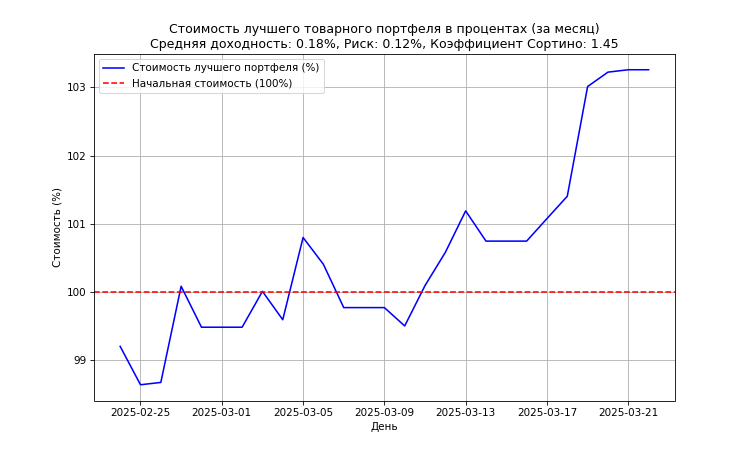 Стоимость лучшего товарного портфеля в процентах (за месяц)
Средняя доходность: 0.18%, Риск: 0.12%, Коэффициент Сортино: 1.45
Стоимость лучшего портфеля (%)
Начальная стоимость (100%)
Стоимость (%)
103
102
101
100
99
2025-02-25
2025-03-01
2025-03-05
2025-03-09
2025-03-13
2025-03-17
2025-03-21
День